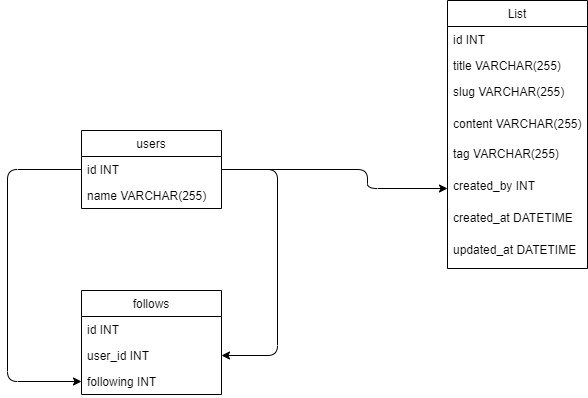 List
id INT
title VARCHAR(255)
slug VARCHAR(255)
content VARCHAR(255)
tag VARCHAR(255)
created_by INT
created_at DATETIME
updated_at DATETIME
users
id INT
name VARCHAR(255)
follows
id INT
user_id INT
following INT